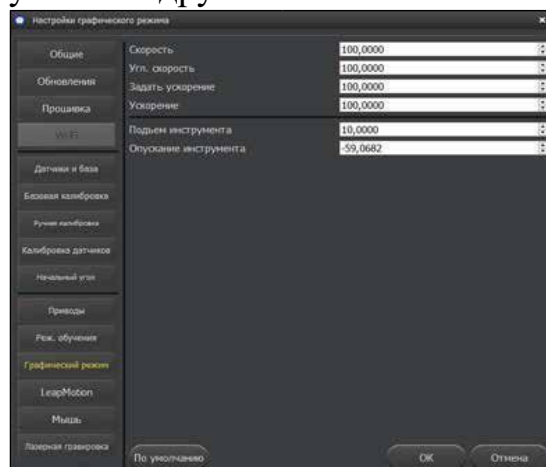 Настройки графического режима
Общие
Обновления
Прошивка
Wi-Fi
Датчики и база
Базовая калибровка
Ручная калибровка
Калибровка датчиков
Начальный угол
Приводы
Реж. обучения
Графический режим
LeapMotion
Мышь
Лазерная гравировка
Скорость 100,0000
Угл. скорость 100,0000
Задать ускорение 100,0000
Ускорение 100,0000
Подъем инструмента 10,0000
Опускание инструмента -59,0682
По умолчанию
OK
Отмена